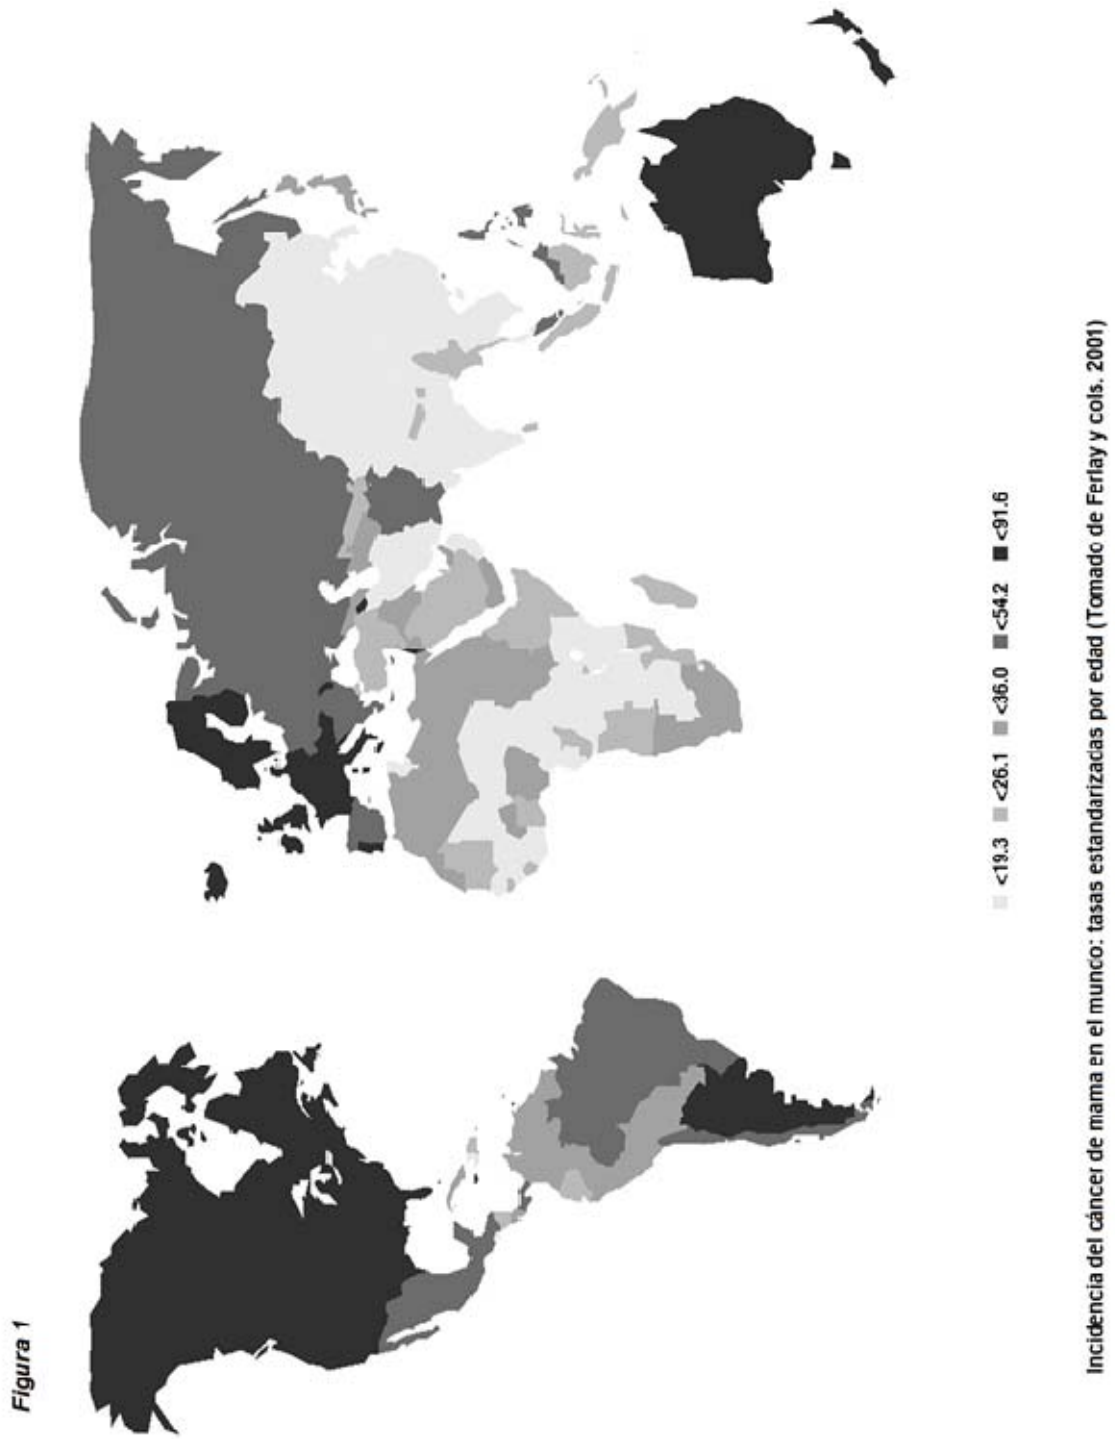 Figura 1
<19.3 <26.1 <36.0 <54.2 <91.6
Incidencia del cáncer de mama en el mundo: tasas estandarizadas por edad (Tomado de Ferlay y cols. 2001)